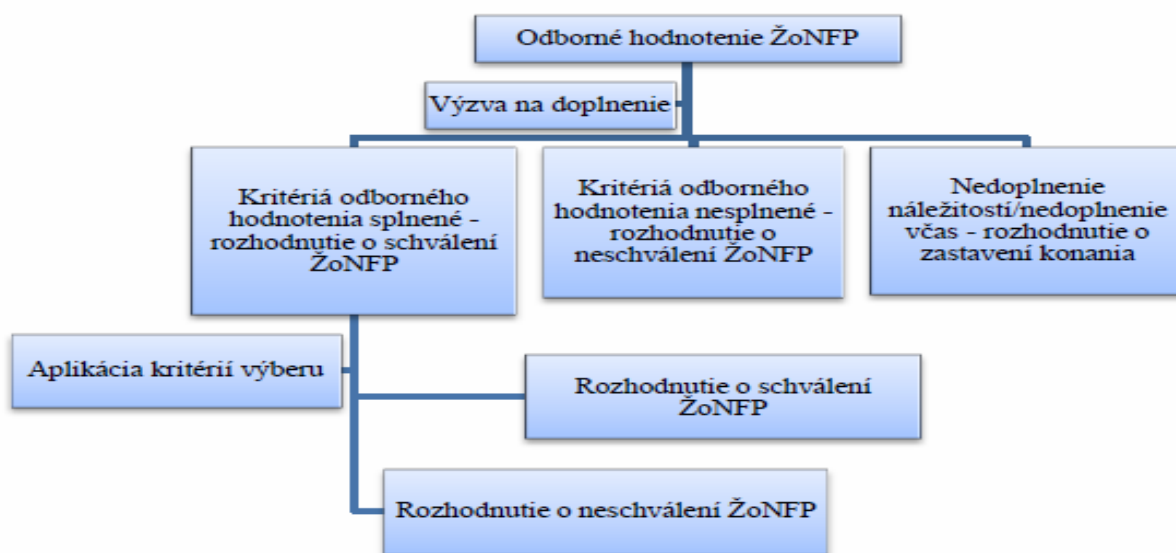 Odborné hodnotenie ŽoNFP
Výzva na doplnenie
Kritériá odborného
hodnotenia splnené -
rozhodnutie o schválení
ŽoNFP
Kritériá odborného
hodnotenia nesplnené -
rozhodnutie o
neschválení ŽoNFP
Nedoplnenie
náležitostí/nedoplnenie
včas - rozhodnutie o
zastavení konania
Aplikácia kritérií výberu
Rozhodnutie o schválení
ŽoNFP
Rozhodnutie o neschválení ŽoNFP